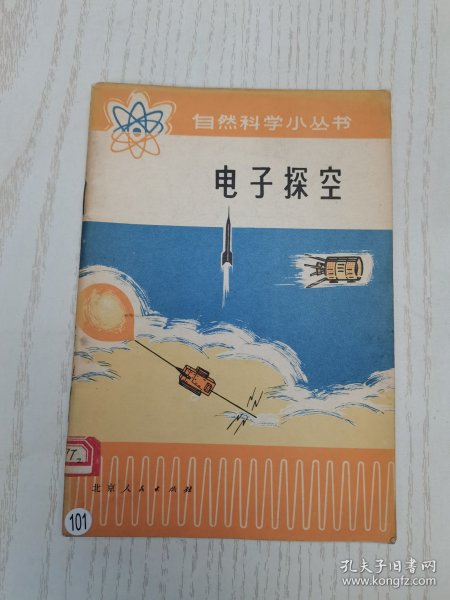 自然科学小丛书
电子探空
北京人民出版社
101
孔夫子旧书网
www.kongfz.com